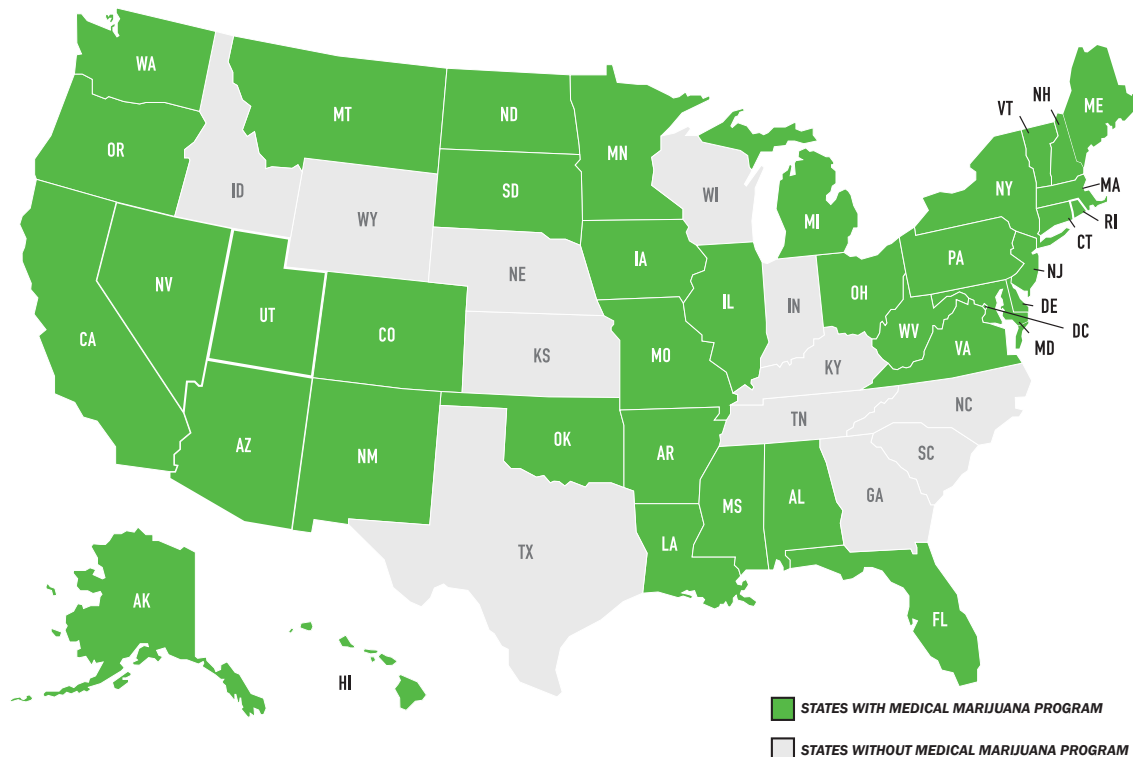 WA
NH
ME
VT
MT
ND
OR
MN
MA
NY
ID
SD
WI
WY
MI
RI
CT
IA
PA
NE
NJ
NV
IL
IN
OH
UT
DE
CO
WV
DC
CA
MO
VA
MD
KS
KY
NC
TN
AZ
OK
AR
SC
NM
GA
MS
AL
TX
LA
AK
FL
HI
STATES WITH MEDICAL MARIJUANA PROGRAM
STATES WITHOUT MEDICAL MARIJUANA PROGRAM